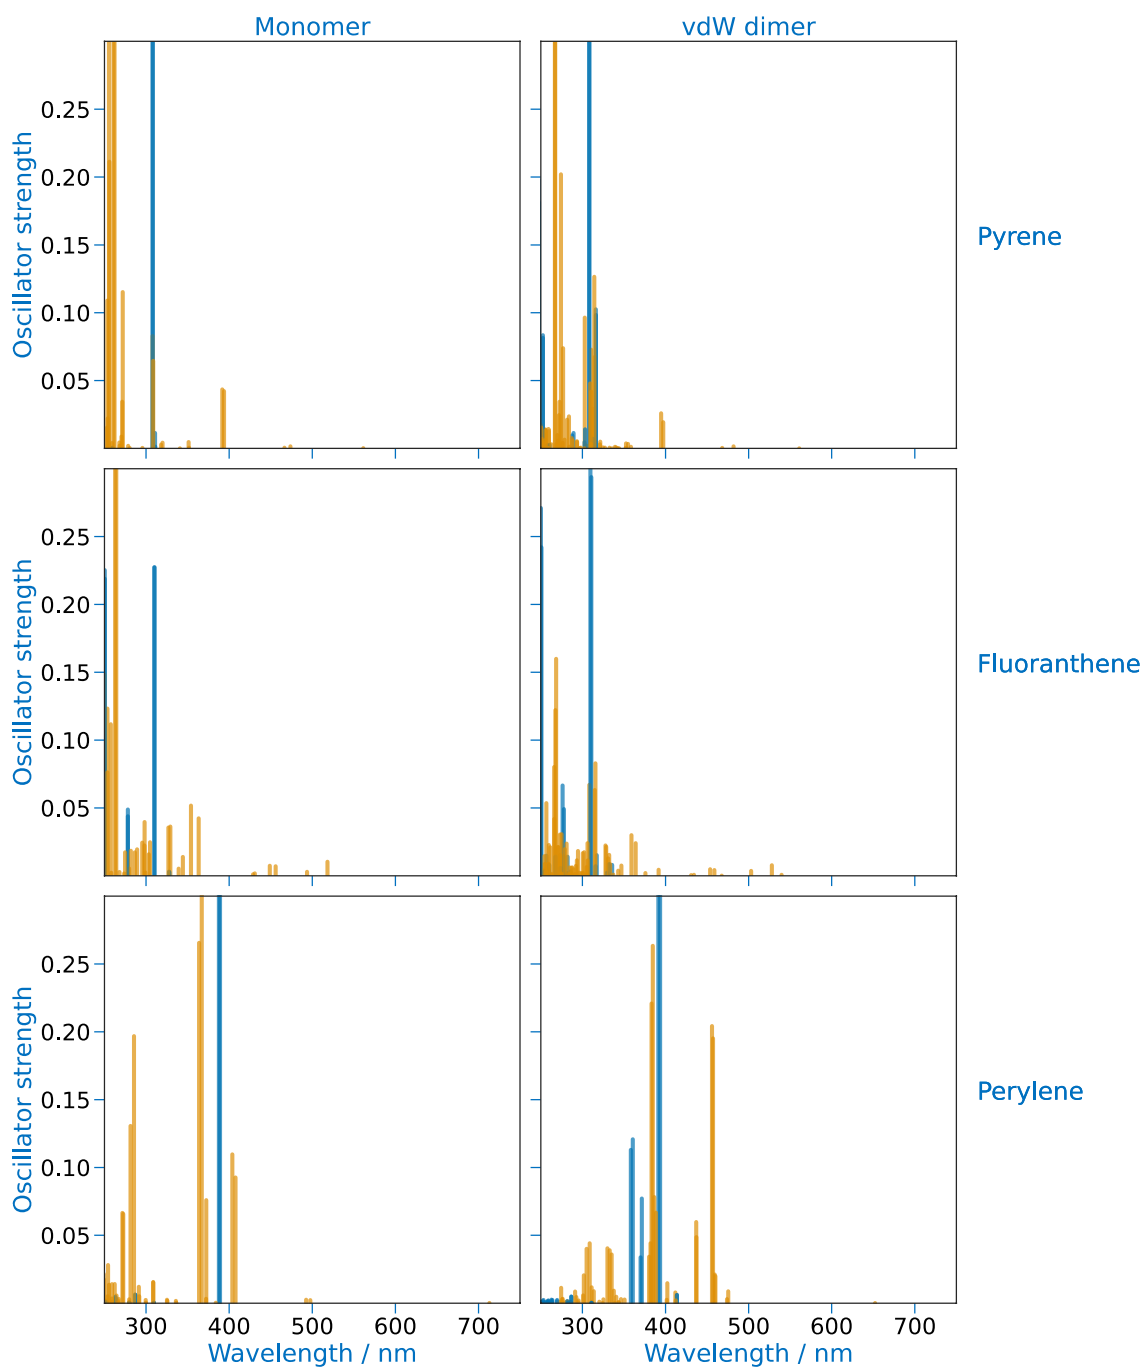 Monomer vdW dimer
0.25
0.20
0.15
0.10
0.05
Oscillator strength
Pyrene
0.25
0.20
0.15
0.10
0.05
Oscillator strength
Fluoranthene
0.25
0.20
0.15
0.10
0.05
Oscillator strength
Perylene
300 400 500 600 700 300 400 500 600 700
Wavelength / nm Wavelength / nm